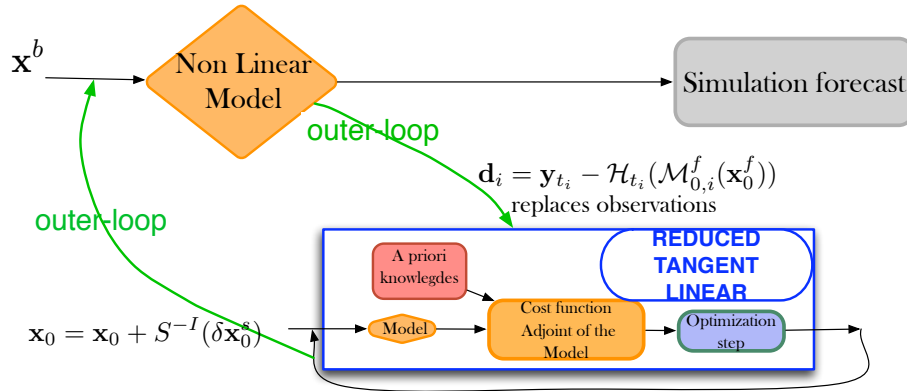 𝐱ᵇ
Non Linear
Model
Simulation forecast
outer-loop
𝐝_i = 𝐲_{t_i} − ℋ_{t_i}(ℳ^f_{0,i}(𝐱^f_0))
replaces observations
outer-loop
REDUCED
TANGENT
LINEAR
A priori
knowlegdes
Cost function
Adjoint of the
Model
Model
Optimization
step
𝐱_0 = 𝐱_0 + S^{−I}(δ𝐱^s_0)